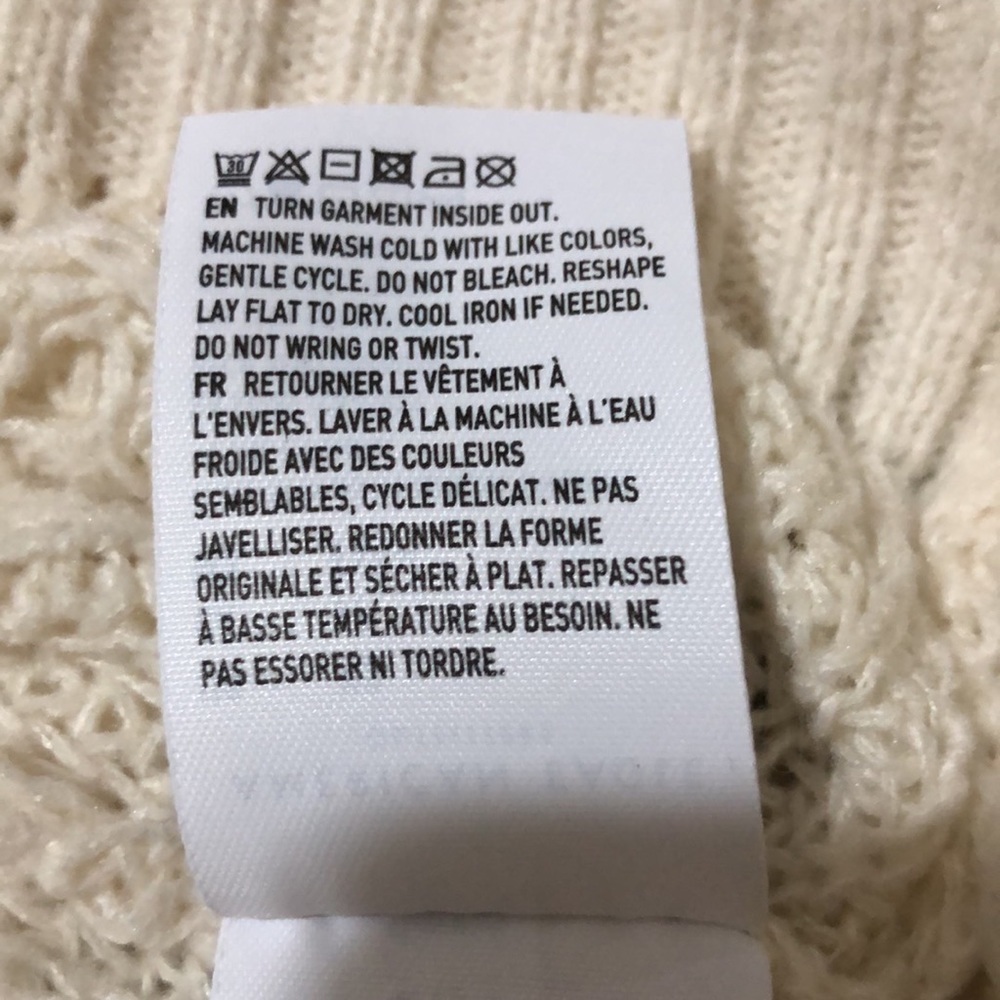 30
EN TURN GARMENT INSIDE OUT.
MACHINE WASH COLD WITH LIKE COLORS,
GENTLE CYCLE. DO NOT BLEACH. RESHAPE
LAY FLAT TO DRY. COOL IRON IF NEEDED.
DO NOT WRING OR TWIST.
FR RETOURNER LE VÊTEMENT À
L'ENVERS. LAVER À LA MACHINE À L'EAU
FROIDE AVEC DES COULEURS
SEMBLABLES, CYCLE DÉLICAT. NE PAS
JAVELLISER. REDONNER LA FORME
ORIGINALE ET SÉCHER À PLAT. REPASSER
À BASSE TEMPÉRATURE AU BESOIN. NE
PAS ESSORER NI TORDRE.